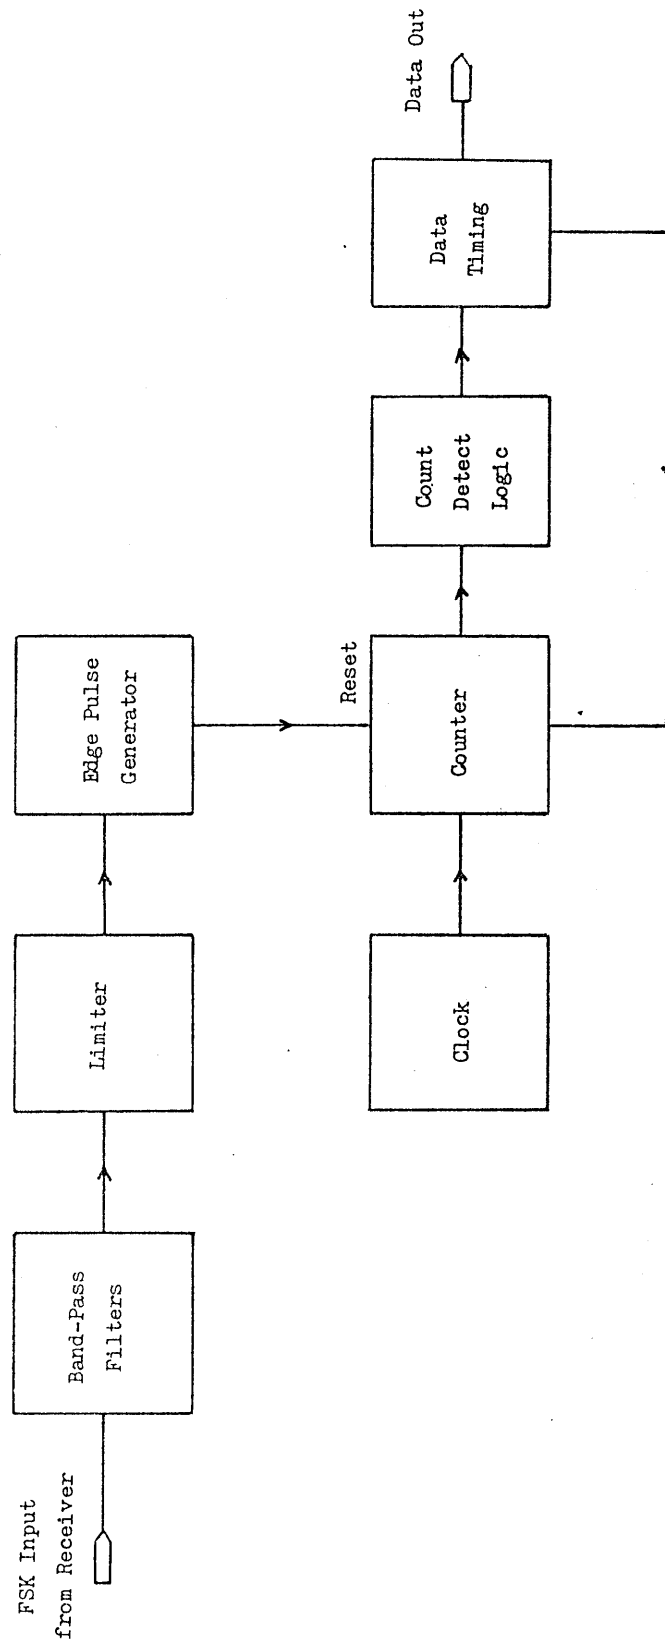 FSK Input
from Receiver
Band-Pass
Filters
Limiter
Edge Pulse
Generator
Reset
Clock
Counter
Count
Detect
Logic
Data
Timing
Data Out